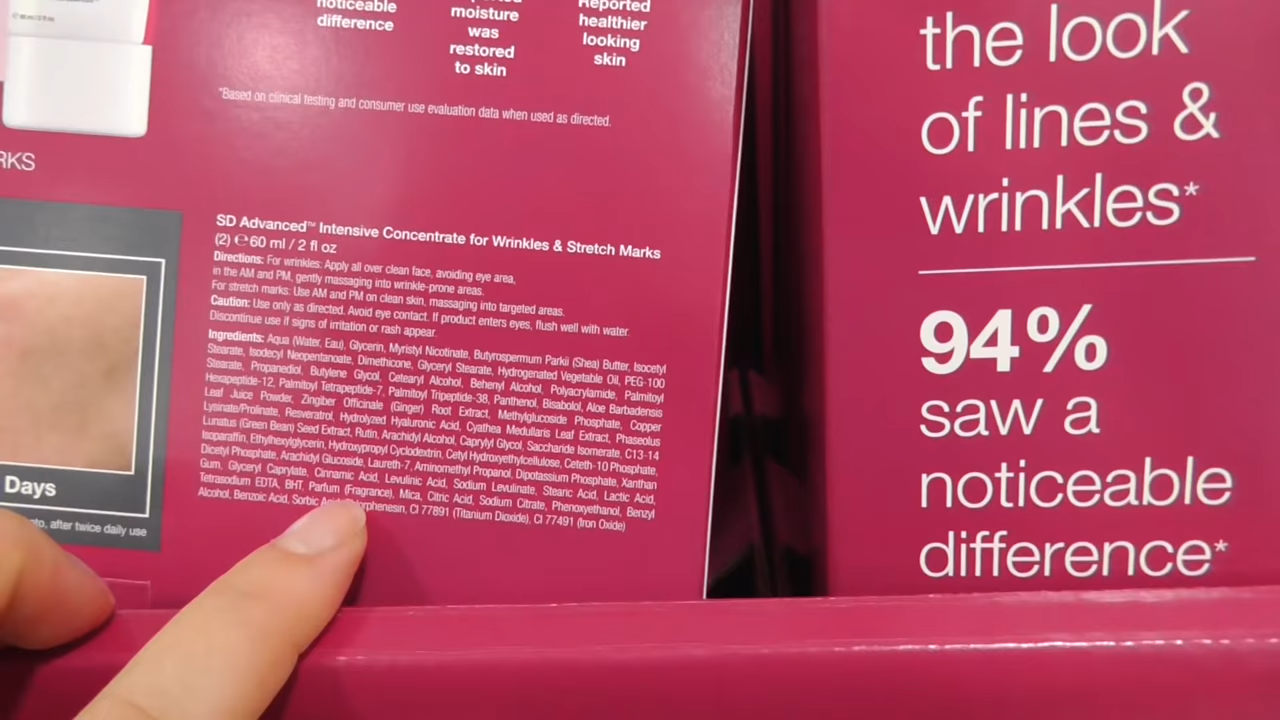 noticeable
difference
moisture
was
restored
to skin
Reported
healthier
looking
skin
*Based on clinical testing and consumer use evaluation data when used as directed.
RKS
SD Advanced™ Intensive Concentrate for Wrinkles & Stretch Marks
(2) ℮ 60 ml / 2 fl oz
Directions: For wrinkles: Apply all over clean face, avoiding eye area,
in the AM and PM, gently massaging into wrinkle-prone areas.
For stretch marks: Use AM and PM on clean skin, massaging into targeted areas.
Caution: Use only as directed. Avoid eye contact. If product enters eyes, flush well with water.
Discontinue use if signs of irritation or rash appear.
Ingredients: Aqua (Water, Eau), Glycerin, Myristyl Nicotinate, Butyrospermum Parkii (Shea) Butter, Isocetyl
Stearate, Isodecyl Neopentanoate, Dimethicone, Glyceryl Stearate, Hydrogenated Vegetable Oil, PEG-100
Stearate, Propanediol, Butylene Glycol, Cetearyl Alcohol, Behenyl Alcohol, Polyacrylamide, Palmitoyl
Hexapeptide-12, Palmitoyl Tetrapeptide-7, Palmitoyl Tripeptide-38, Panthenol, Bisabolol, Aloe Barbadensis
Leaf Juice Powder, Zingiber Officinale (Ginger) Root Extract, Methylglucoside Phosphate, Copper
Lysinate/Prolinate, Resveratrol, Hydrolyzed Hyaluronic Acid, Cyathea Medullaris Leaf Extract, Phaseolus
Lunatus (Green Bean) Seed Extract, Rutin, Arachidyl Alcohol, Caprylyl Glycol, Saccharide Isomerate, C13-14
Isoparaffin, Ethylhexylglycerin, Hydroxypropyl Cyclodextrin, Cetyl Hydroxyethylcellulose, Ceteth-10 Phosphate,
Dicetyl Phosphate, Arachidyl Glucoside, Laureth-7, Aminomethyl Propanol, Dipotassium Phosphate, Xanthan
Gum, Glyceryl Caprylate, Cinnamic Acid, Levulinic Acid, Sodium Levulinate, Stearic Acid, Lactic Acid,
Tetrasodium EDTA, BHT, Parfum (Fragrance), Mica, Citric Acid, Sodium Citrate, Phenoxyethanol, Benzyl
Alcohol, Benzoic Acid, Sorbic Acid, Chlorphenesin, CI 77891 (Titanium Dioxide), CI 77491 (Iron Oxide)
Days
oto, after twice daily use
the look
of lines &
wrinkles*
94%
saw a
noticeable
difference*